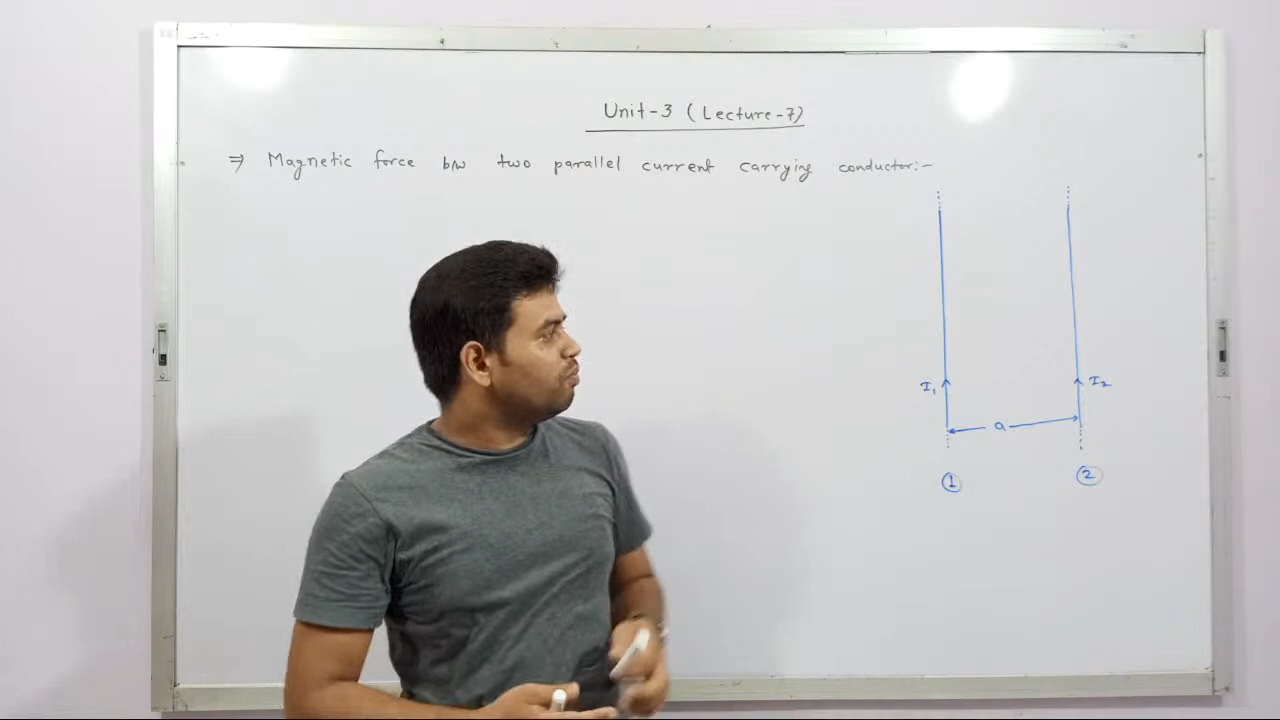 Unit-3 (Lecture-7)
⇒ Magnetic force b/w two parallel current carrying conductor:-
I₁
I₂
a
①
②